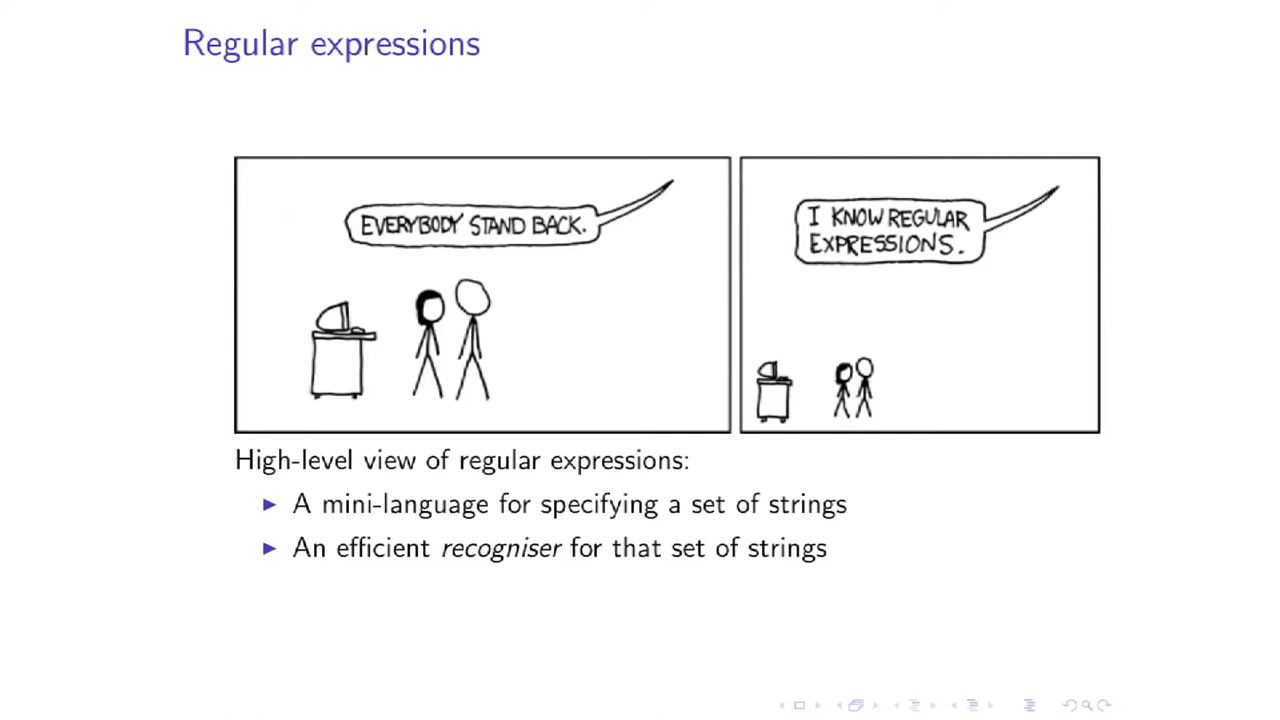 Regular expressions
EVERYBODY STAND BACK.
I KNOW REGULAR
EXPRESSIONS.
High-level view of regular expressions:
A mini-language for specifying a set of strings
An efficient recogniser for that set of strings